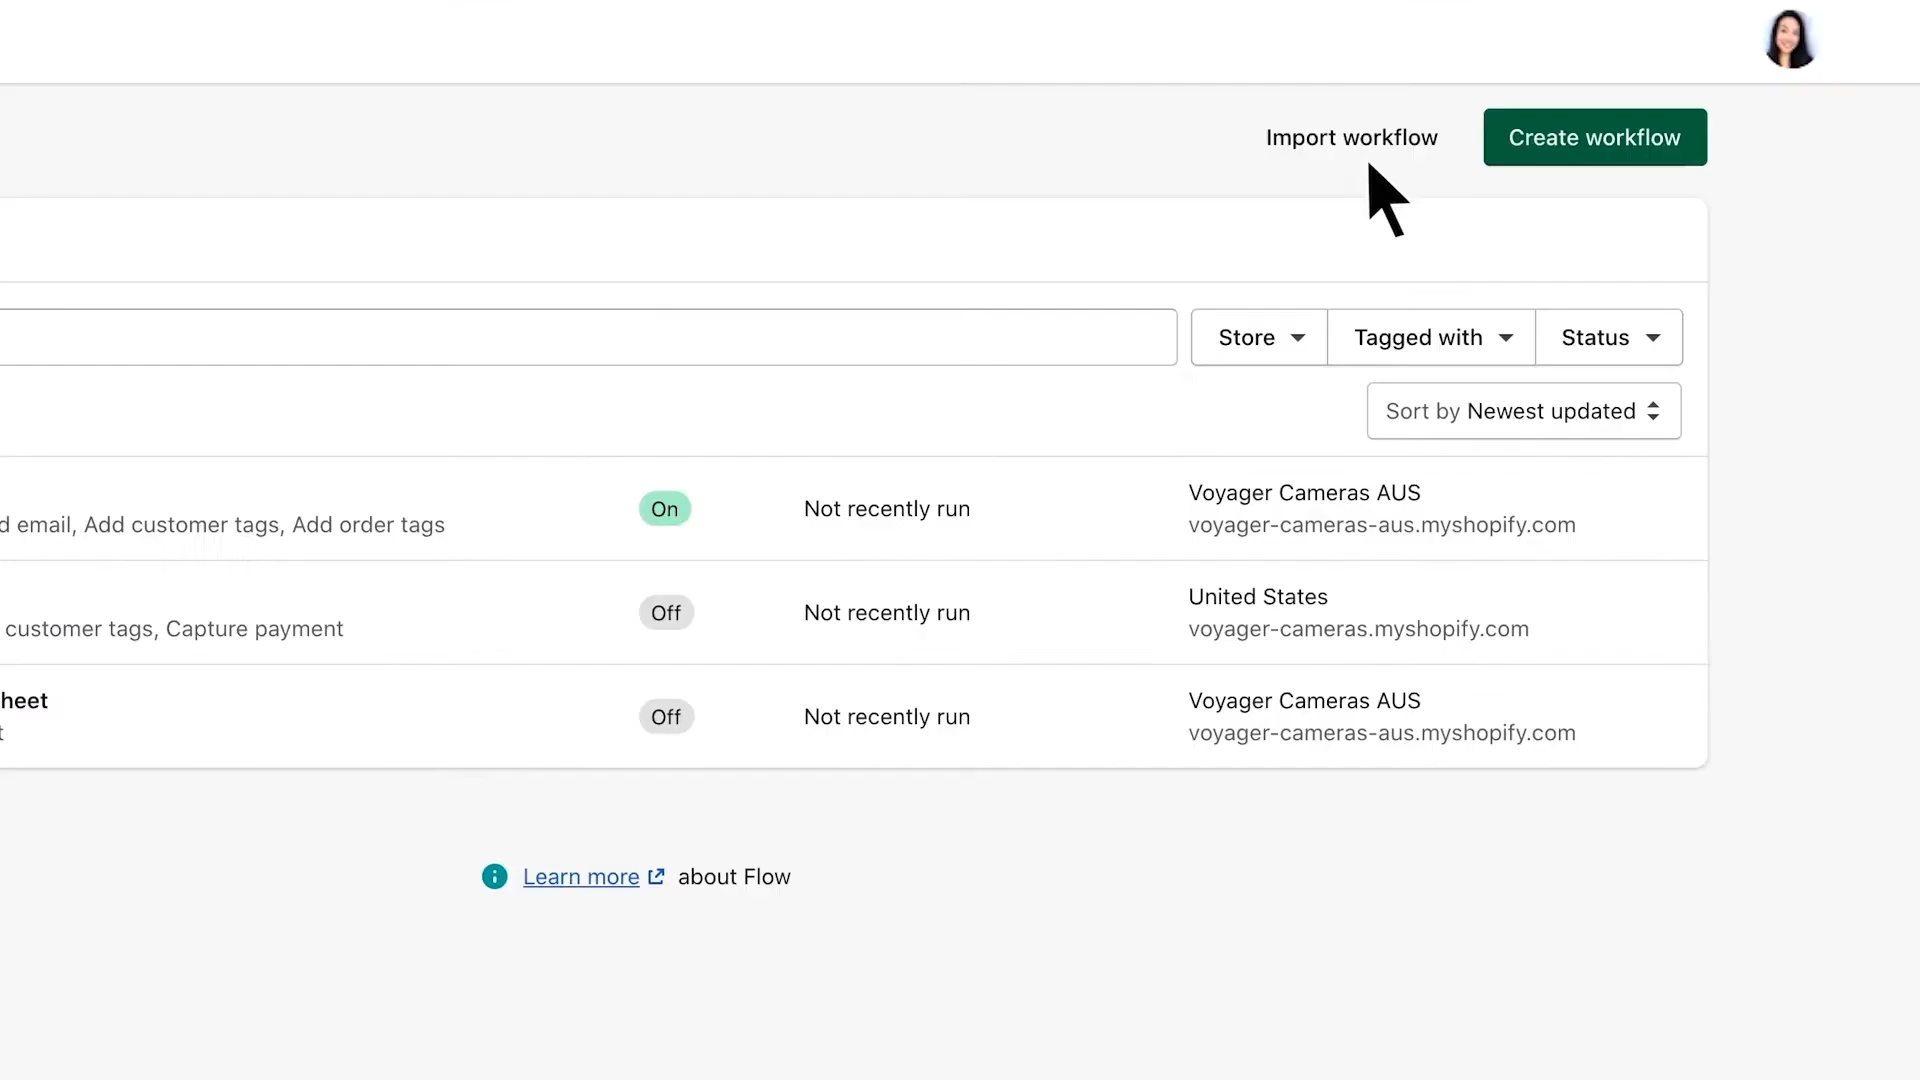 Import workflow
Create workflow
Store
Tagged with
Status
Sort by Newest updated
On
Not recently run
Voyager Cameras AUS
d email, Add customer tags, Add order tags
voyager-cameras-aus.myshopify.com
Off
Not recently run
United States
customer tags, Capture payment
voyager-cameras.myshopify.com
heet
Off
Not recently run
Voyager Cameras AUS
t
voyager-cameras-aus.myshopify.com
Learn more about Flow